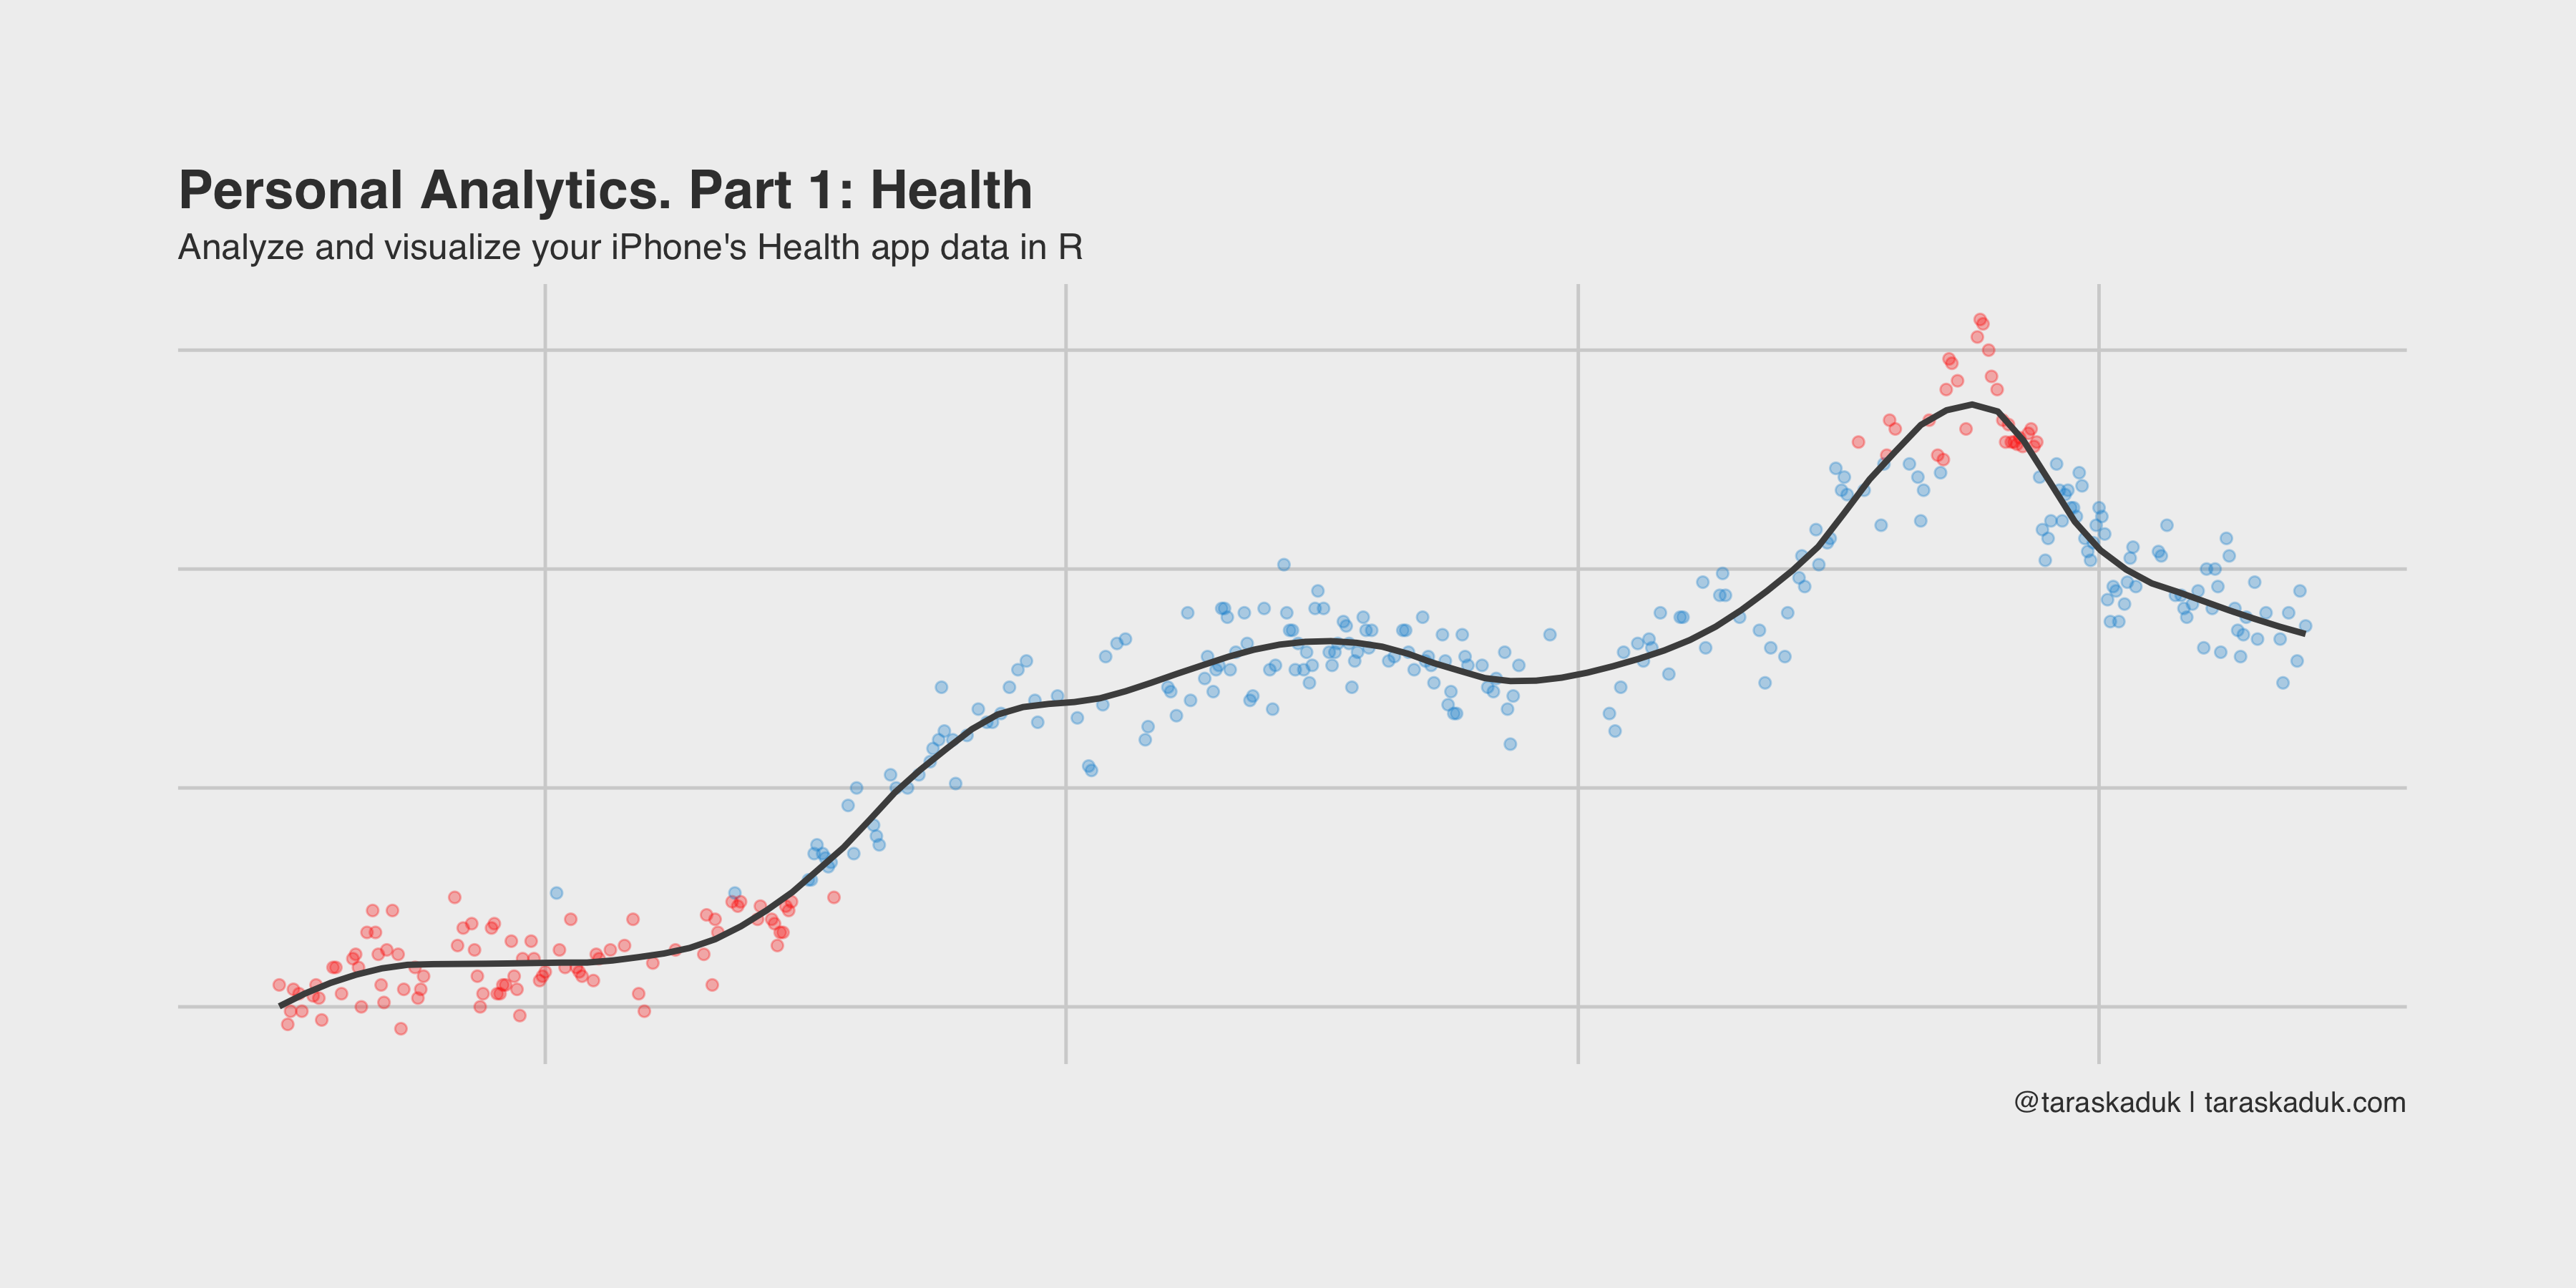 Personal Analytics. Part 1: Health
Analyze and visualize your iPhone's Health app data in R
@taraskaduk | taraskaduk.com